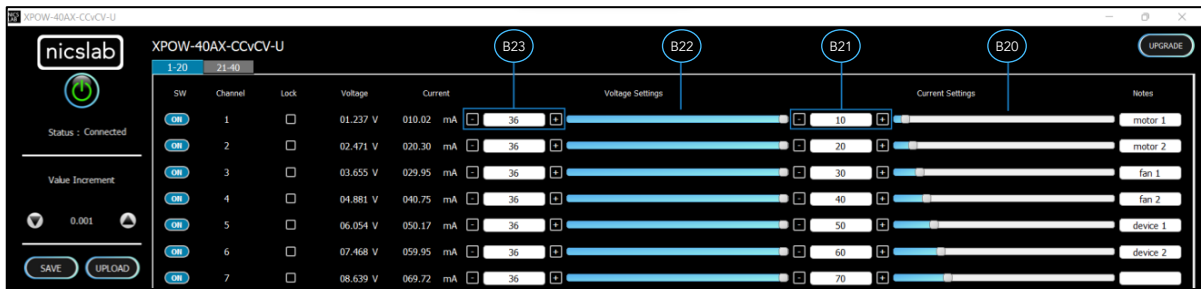 XPOW-40AX-CCvCV-U
nicslab
XPOW-40AX-CCvCV-U
B23
B22
B21
B20
UPGRADE
1-20 21-40
SW Channel Lock Voltage Current Voltage Settings Current Settings Notes
Status : Connected
ON 1 01.237 V 010.02 mA - 36 + - 10 + motor 1
ON 2 02.471 V 020.30 mA - 36 + - 20 + motor 2
Value Increment
ON 3 03.655 V 029.95 mA - 36 + - 30 + fan 1
ON 4 04.881 V 040.75 mA - 36 + - 40 + fan 2
0.001
ON 5 06.054 V 050.17 mA - 36 + - 50 + device 1
ON 6 07.468 V 059.95 mA - 36 + - 60 + device 2
SAVE UPLOAD
ON 7 08.639 V 069.72 mA - 36 + - 70 +